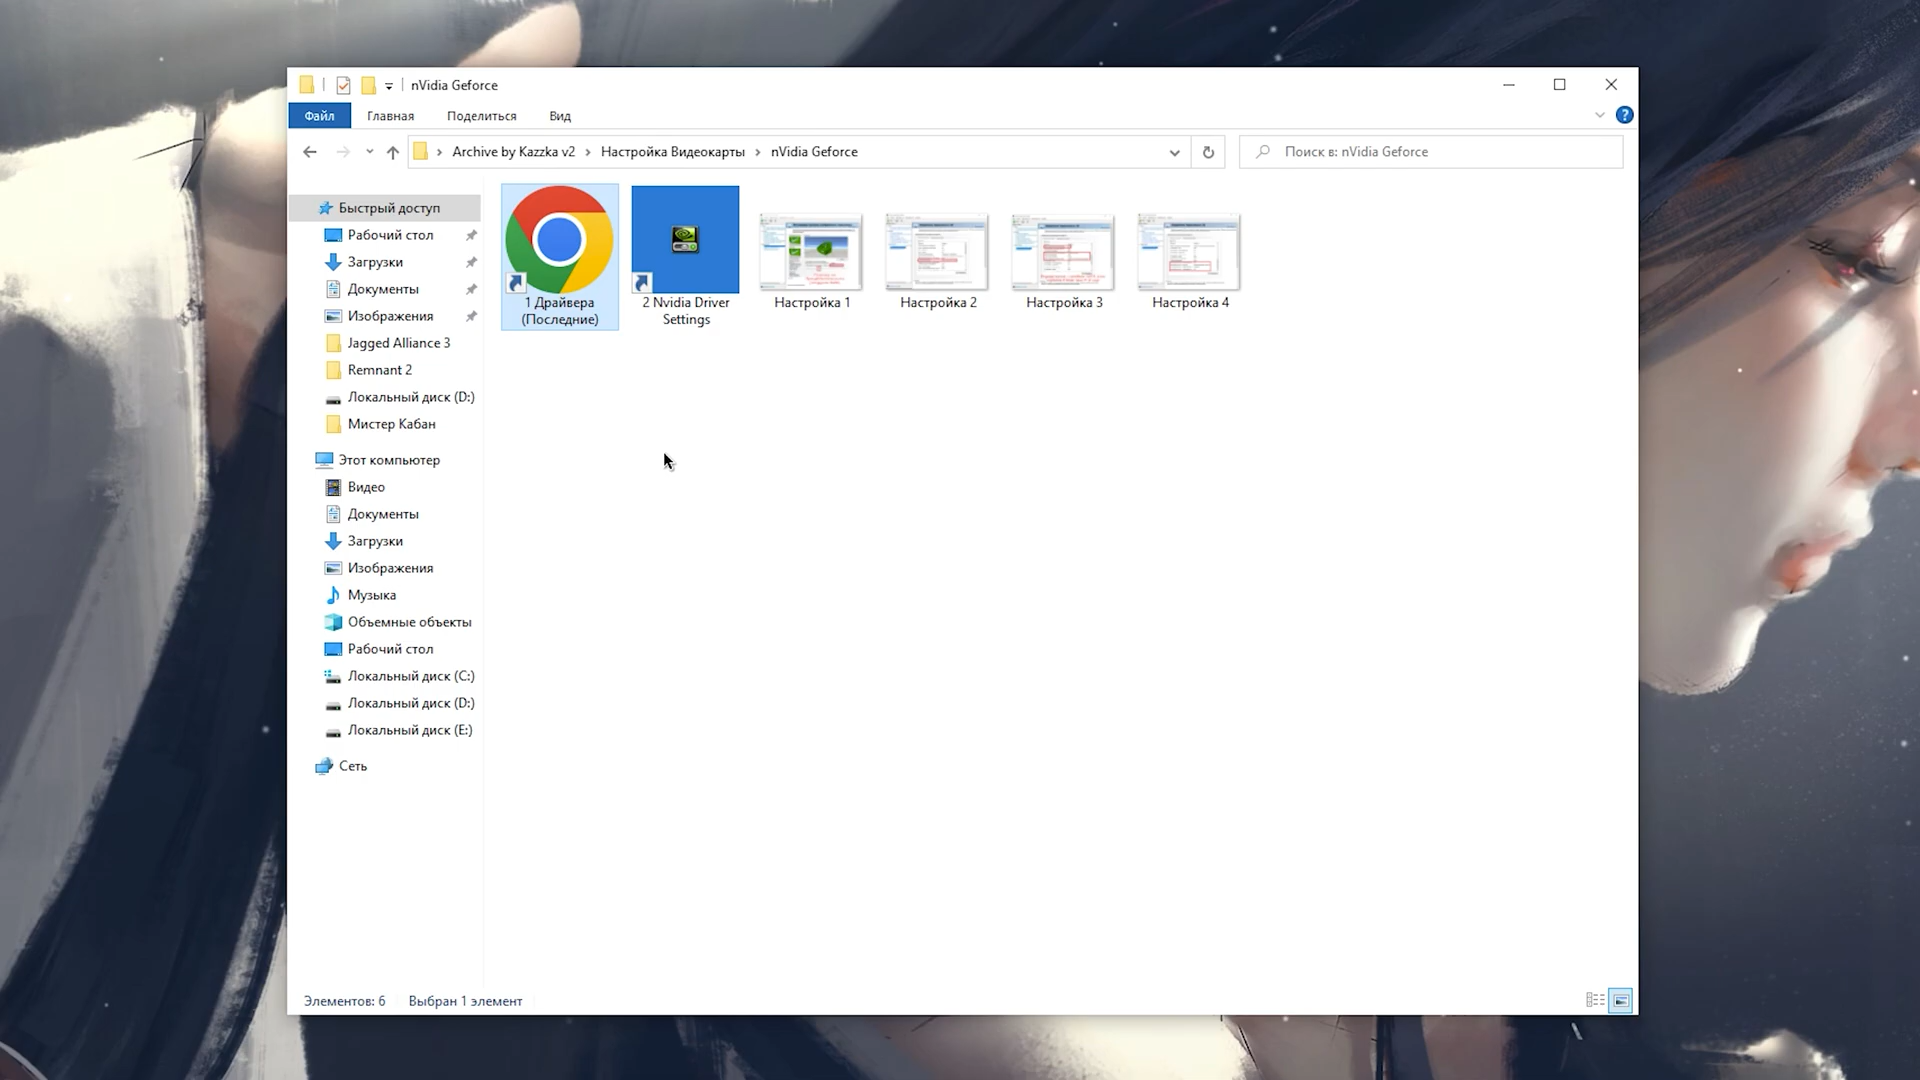 nVidia Geforce
Файл Главная Поделиться Вид
Archive by Kazzka v2 Настройка Видеокарты nVidia Geforce
Поиск в: nVidia Geforce
Быстрый доступ
Рабочий стол
Загрузки
Документы
Изображения
Jagged Alliance 3
Remnant 2
Локальный диск (D:)
Мистер Кабан
Этот компьютер
Видео
Документы
Загрузки
Изображения
Музыка
Объемные объекты
Рабочий стол
Локальный диск (C:)
Локальный диск (D:)
Локальный диск (E:)
Сеть
1 Драйвера
(Последние)
2 Nvidia Driver
Settings
Настройка 1
Настройка 2
Настройка 3
Настройка 4
Элементов: 6 Выбран 1 элемент